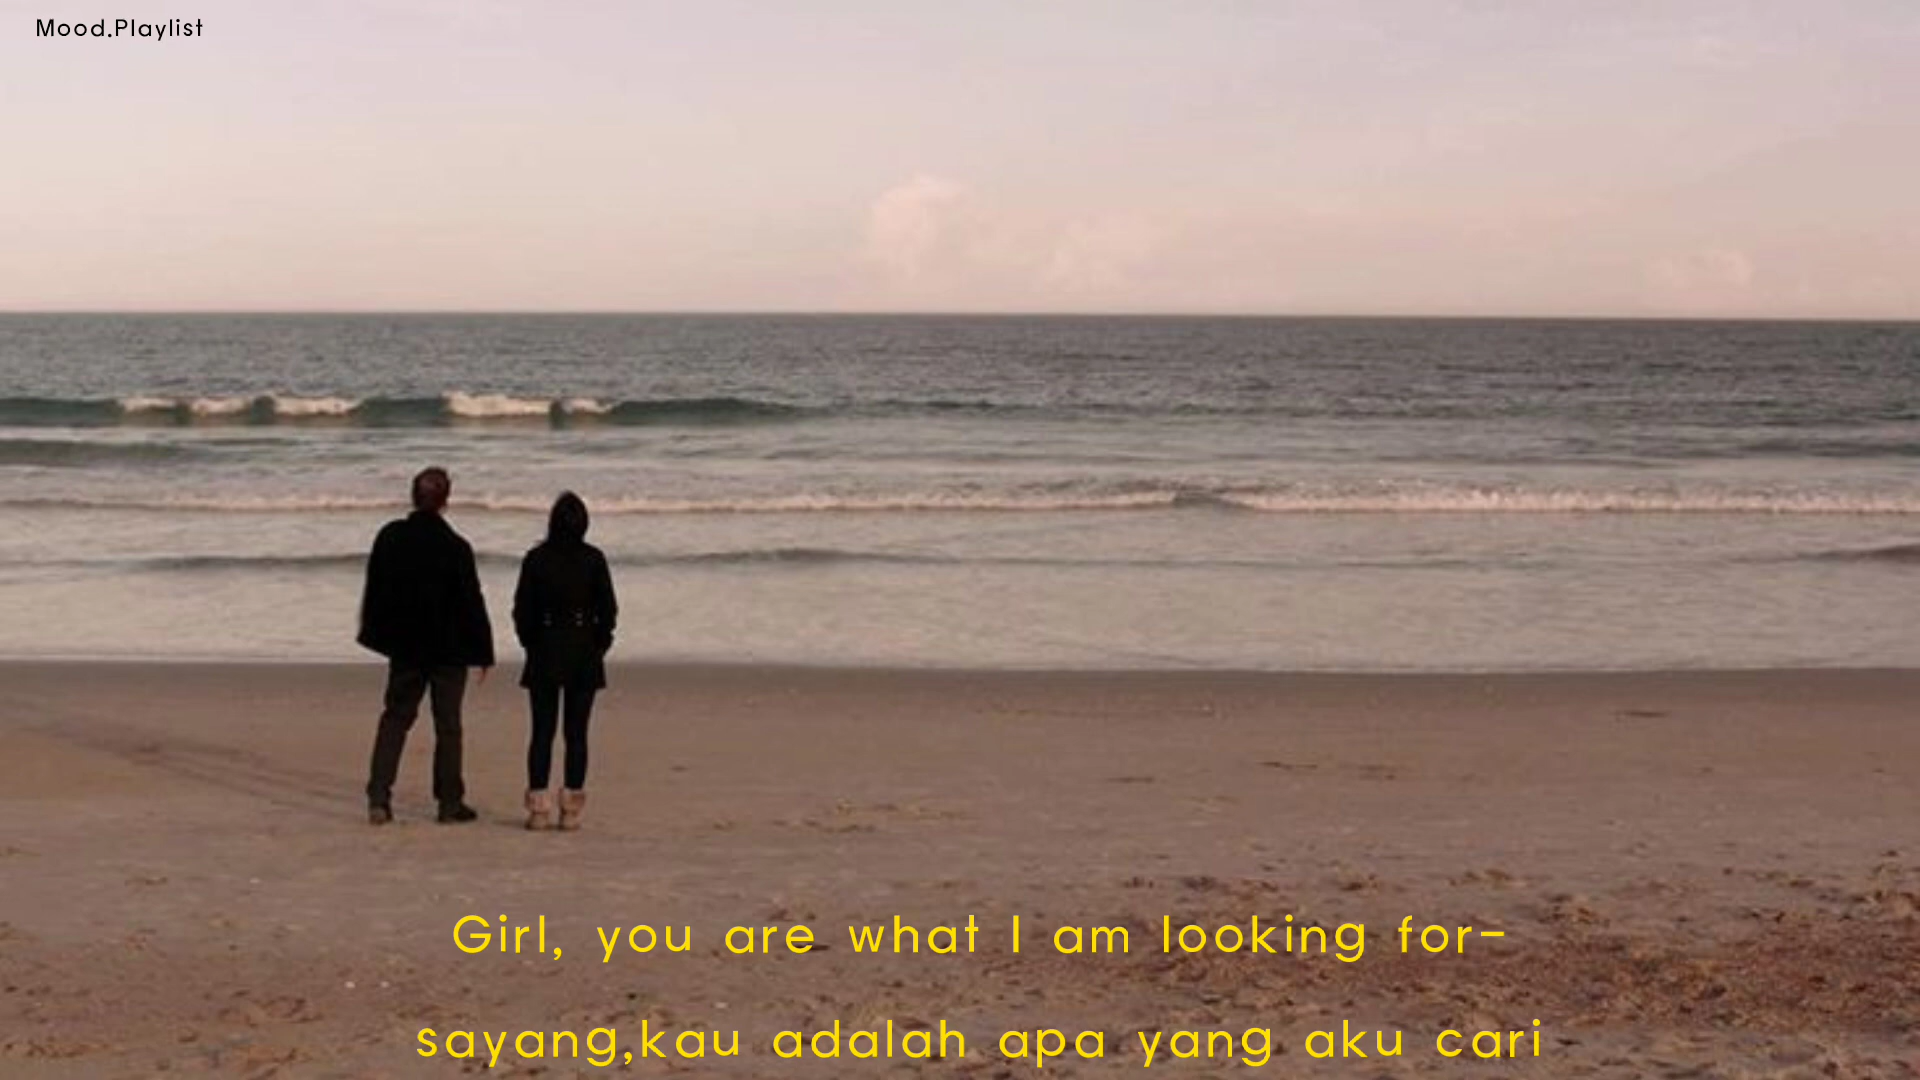 Mood.Playlist
Girl, you are what I am looking for-
sayang,kau adalah apa yang aku cari